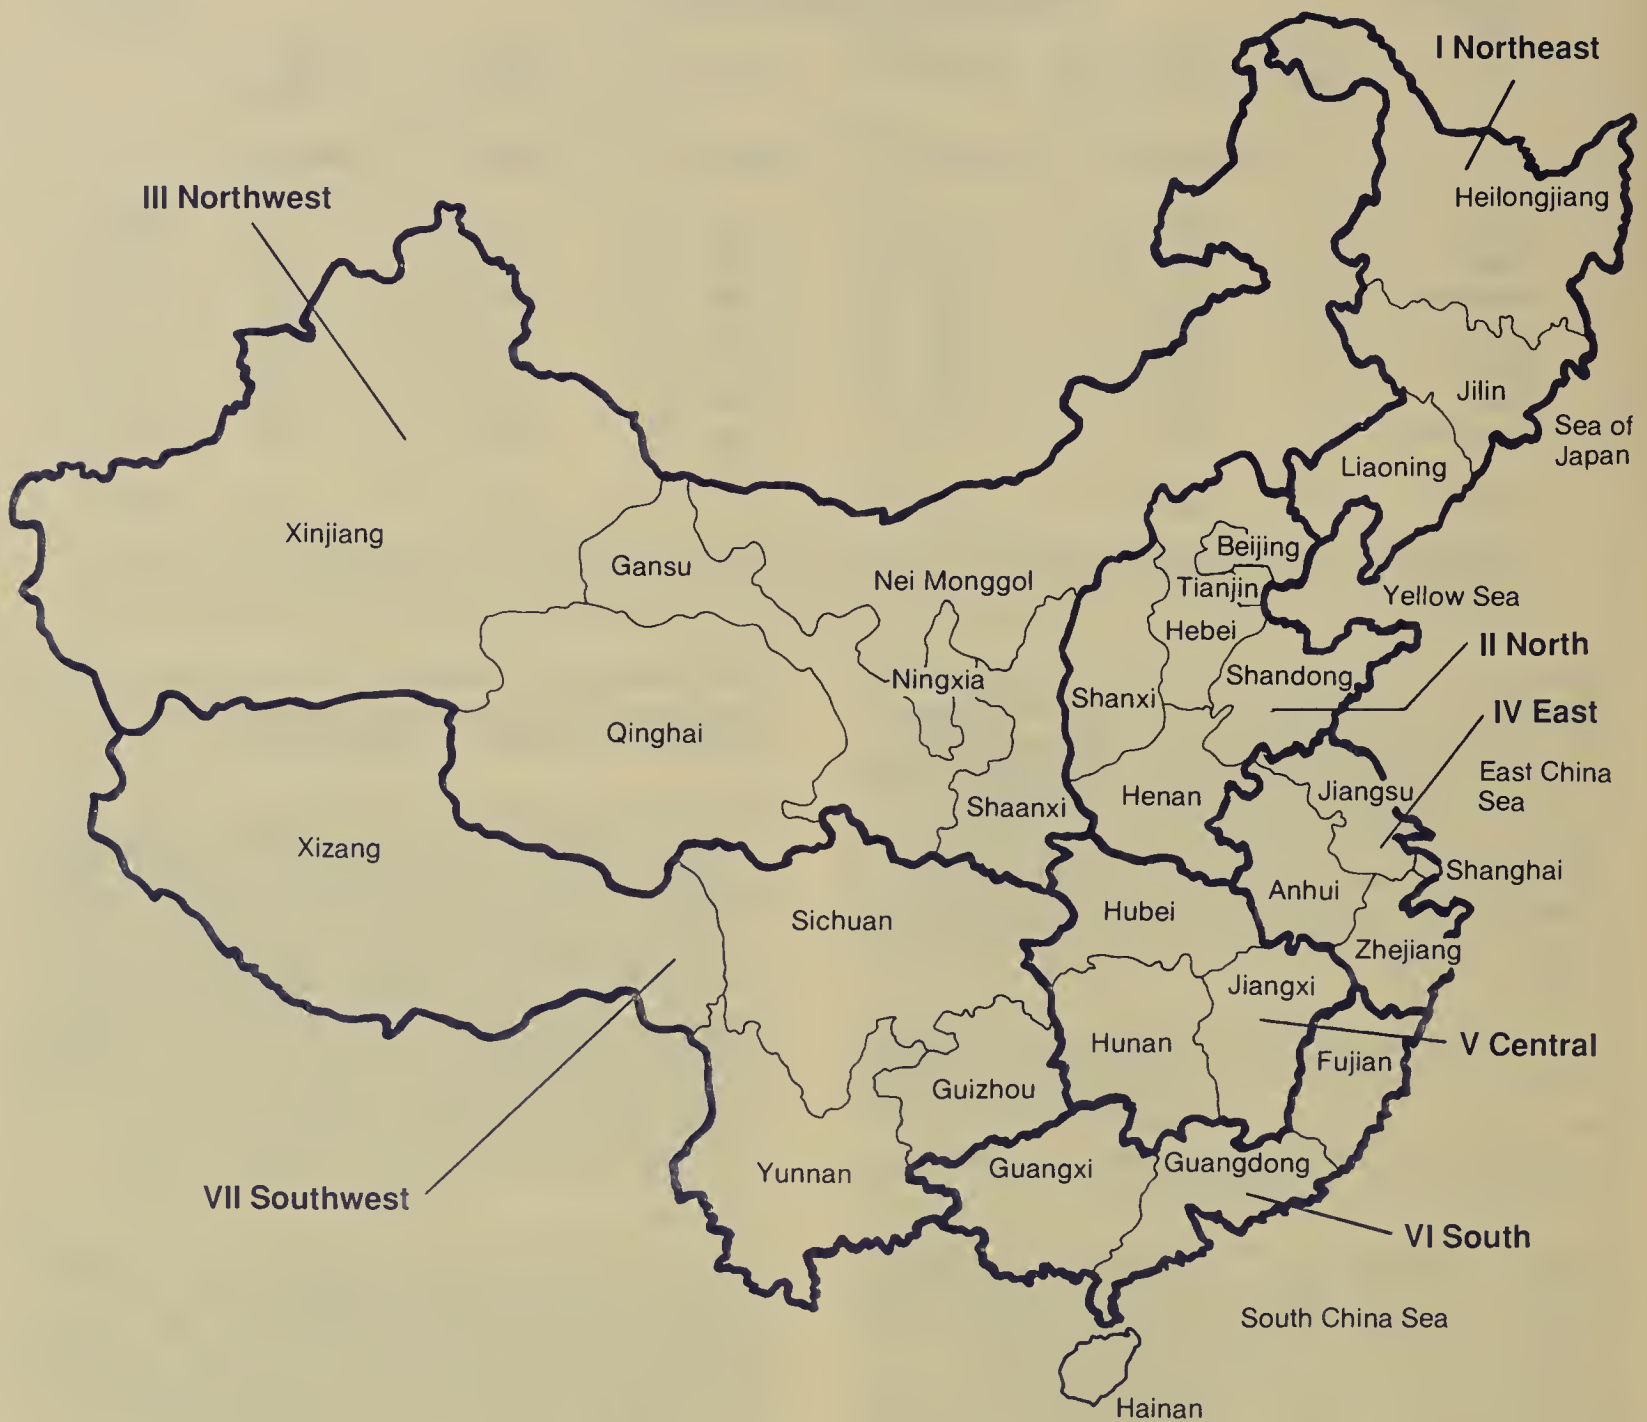 I Northeast
III Northwest
Heilongjiang
Jilin
Sea of
Japan
Liaoning
Xinjiang
Beijing
Gansu
Nei Monggol
Tianjin
Yellow Sea
Hebei
II North
Shandong
Ningxia
Shanxi
IV East
Qinghai
East China
Sea
Jiangsu
Henan
Shaanxi
Xizang
Shanghai
Anhui
Hubei
Sichuan
Zhejiang
Jiangxi
Hunan
V Central
Fujian
Guizhou
Guangdong
Guangxi
Yunnan
VII Southwest
VI South
South China Sea
Hainan